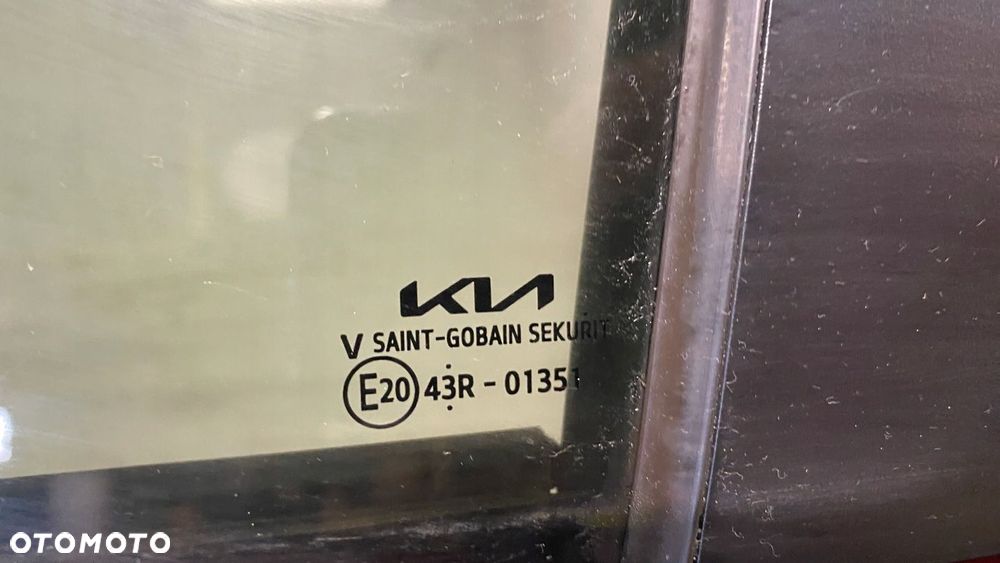 KIA
V SAINT-GOBAIN SEKURIT
E20 43R - 01351
OTOMOTO